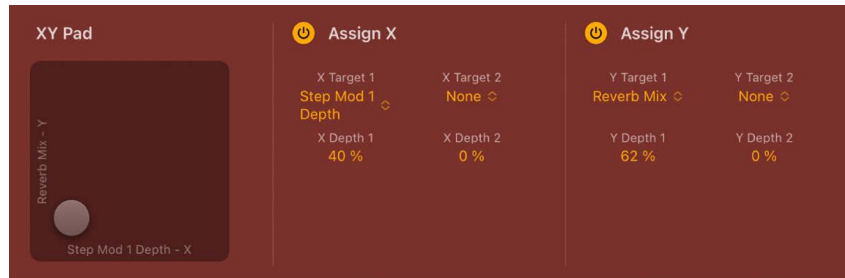 XY Pad
Reverb Mix - Y
Step Mod 1 Depth - X
Assign X
X Target 1
Step Mod 1
Depth
X Target 2
None
X Depth 1
40 %
X Depth 2
0 %
Assign Y
Y Target 1
Reverb Mix
Y Target 2
None
Y Depth 1
62 %
Y Depth 2
0 %